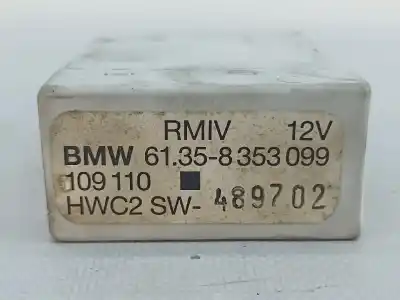 RMIV 12V
BMW 61.35-8 353 099
109 110
HWC2 SW- 489702